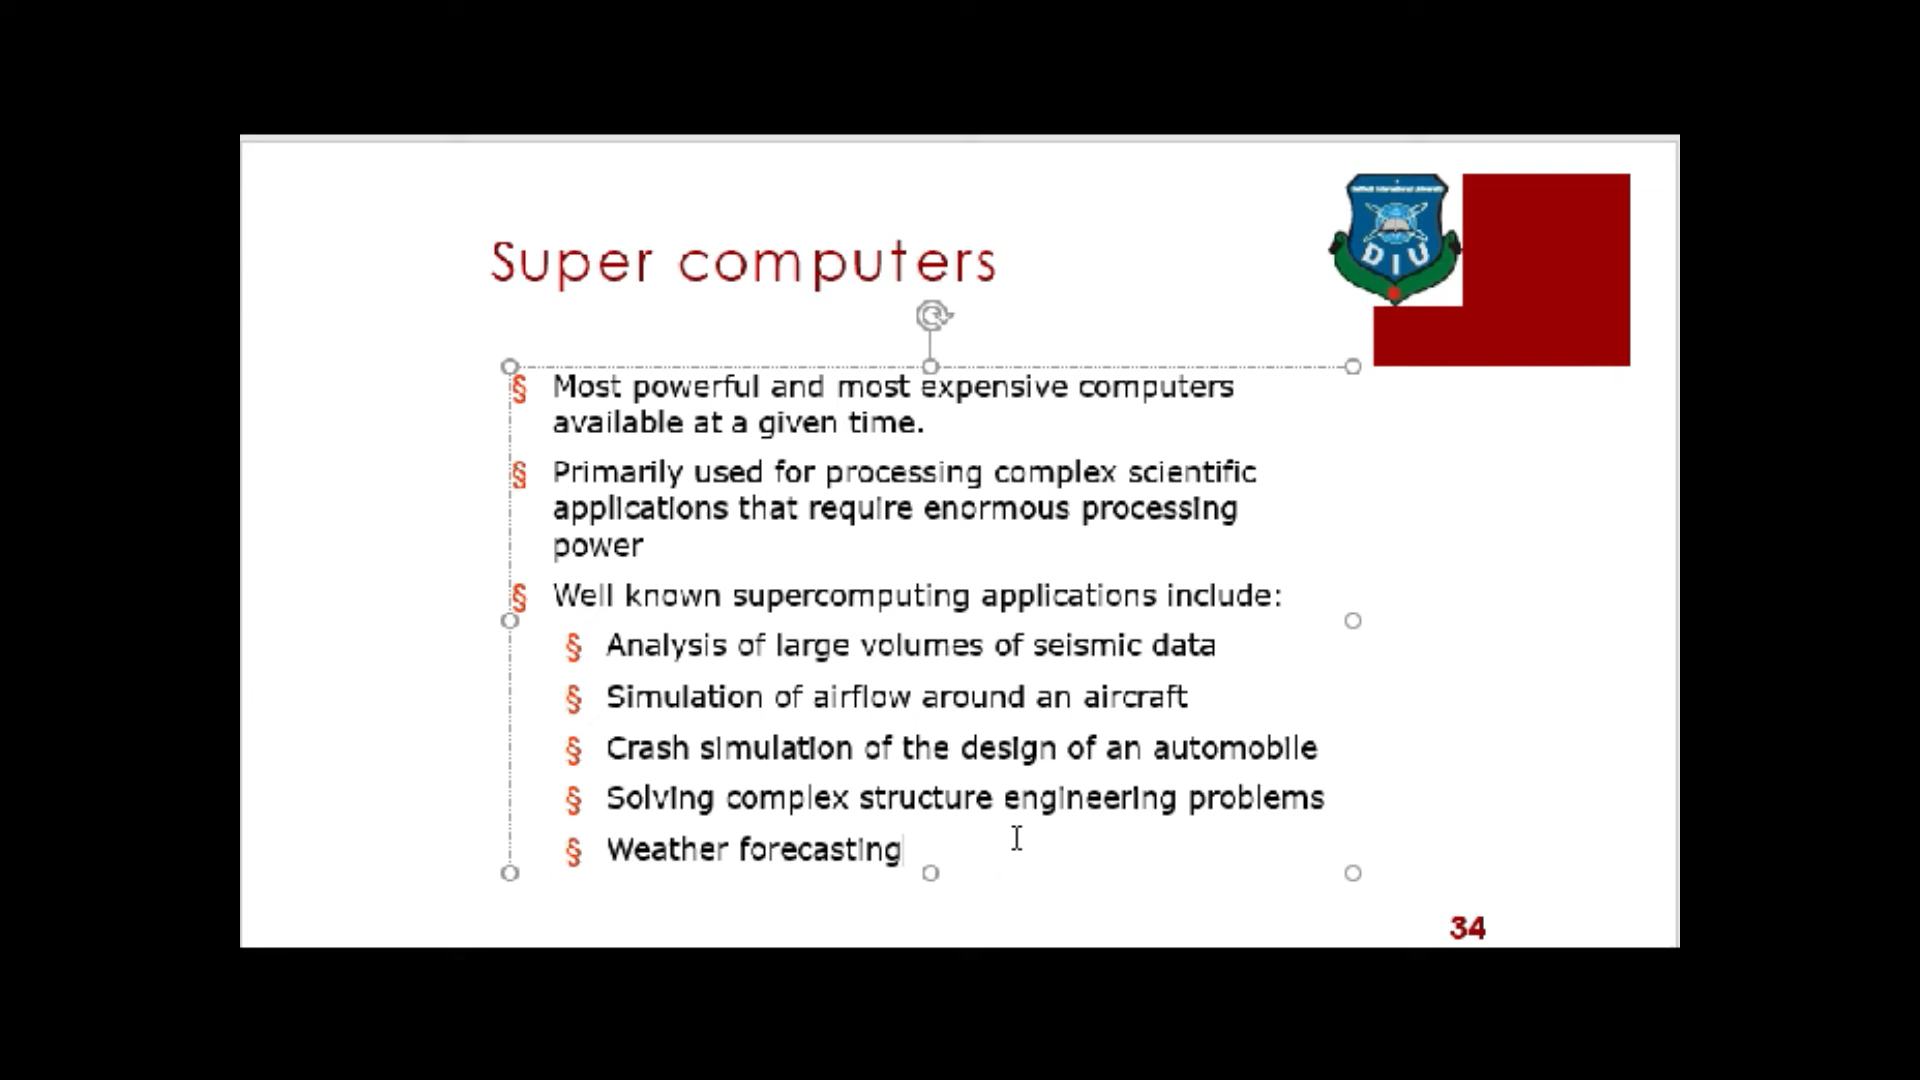 Super computers
DIU
§ Most powerful and most expensive computers
available at a given time.
§ Primarily used for processing complex scientific
applications that require enormous processing
power
§ Well known supercomputing applications include:
§ Analysis of large volumes of seismic data
§ Simulation of airflow around an aircraft
§ Crash simulation of the design of an automobile
§ Solving complex structure engineering problems
§ Weather forecasting
34